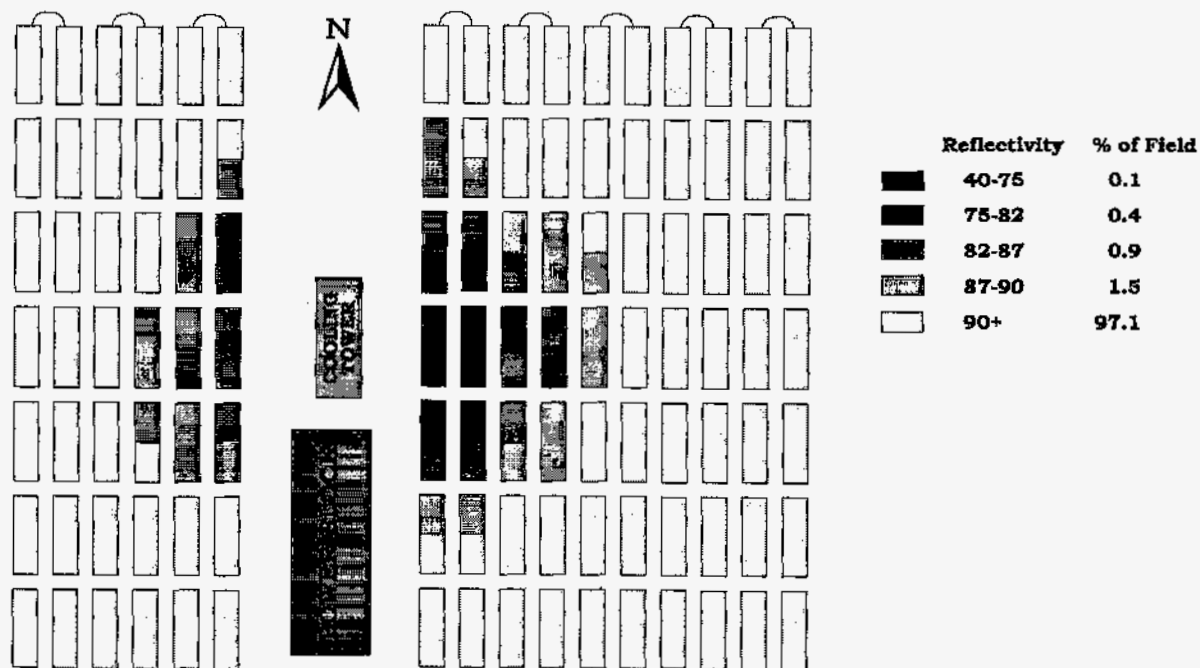 N
Reflectivity % of Field
40-75 0.1
75-82 0.4
82-87 0.9
87-90 1.5
90+ 97.1
COOLING
TOWER